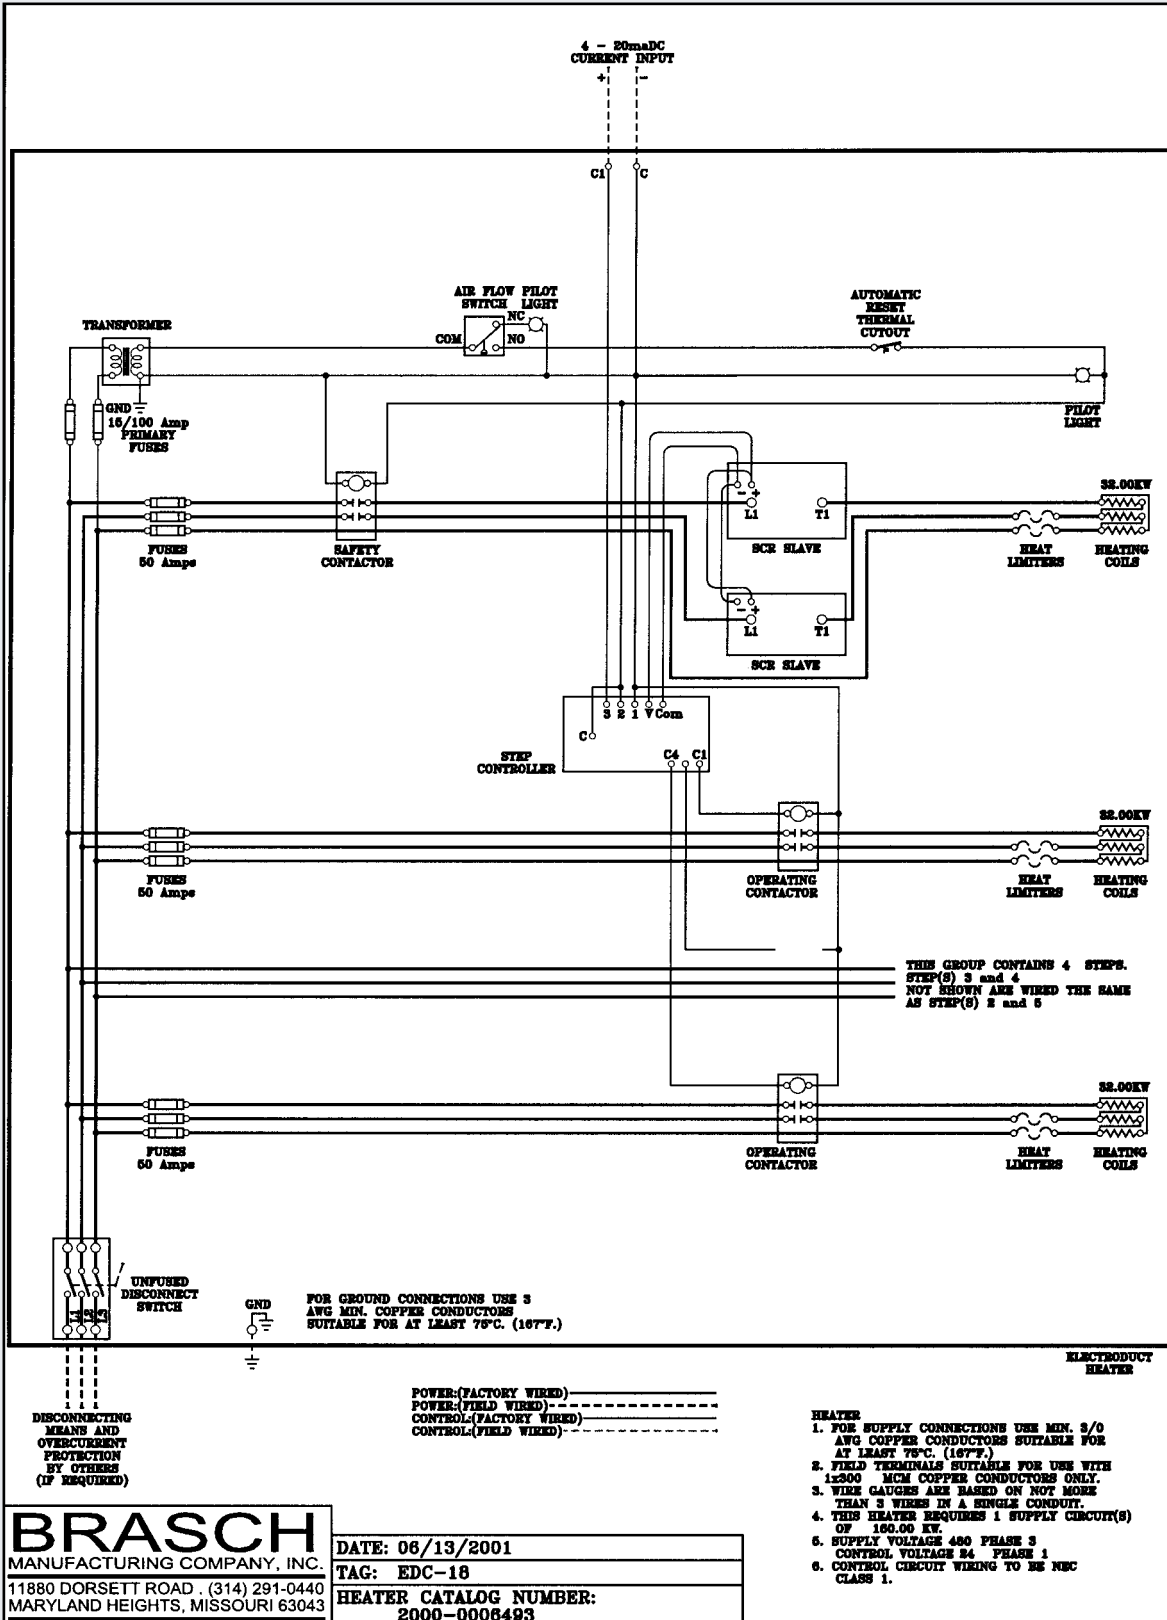 4 - 20maDC
CURRENT INPUT
+ -
C1 C
AIR FLOW PILOT
SWITCH LIGHT
NC
COM
NO
AUTOMATIC
RESET
THERMAL
CUTOUT
TRANSFORMER
GND
15/100 Amp
PRIMARY
FUSES
PILOT
LIGHT
- +
L1 T1
SCR SLAVE
32.00KW
FUSES
50 Amps
SAFETY
CONTACTOR
HEAT
LIMITERS
HEATING
COILS
- +
L1 T1
SCR SLAVE
3 2 1 V Com
C
C4 C1
STEP
CONTROLLER
32.00KW
FUSES
50 Amps
OPERATING
CONTACTOR
HEAT
LIMITERS
HEATING
COILS
THIS GROUP CONTAINS 4 STEPS.
STEP(S) 3 and 4
NOT SHOWN ARE WIRED THE SAME
AS STEP(S) 2 and 5
32.00KW
FUSES
50 Amps
OPERATING
CONTACTOR
HEAT
LIMITERS
HEATING
COILS
UNFUSED
DISCONNECT
SWITCH
L1 L2 L3
GND
FOR GROUND CONNECTIONS USE 3
AWG MIN. COPPER CONDUCTORS
SUITABLE FOR AT LEAST 75°C. (167°F.)
ELECTRODUCT
HEATER
DISCONNECTING
MEANS AND
OVERCURRENT
PROTECTION
BY OTHERS
(IF REQUIRED)
POWER:(FACTORY WIRED)
POWER:(FIELD WIRED)
CONTROL:(FACTORY WIRED)
CONTROL:(FIELD WIRED)
HEATER
1. FOR SUPPLY CONNECTIONS USE MIN. 3/0
AWG COPPER CONDUCTORS SUITABLE FOR
AT LEAST 75°C. (167°F.)
2. FIELD TERMINALS SUITABLE FOR USE WITH
1x300 MCM COPPER CONDUCTORS ONLY.
3. WIRE GAUGES ARE BASED ON NOT MORE
THAN 3 WIRES IN A SINGLE CONDUIT.
4. THIS HEATER REQUIRES 1 SUPPLY CIRCUIT(S)
OF 160.00 KW.
5. SUPPLY VOLTAGE 480 PHASE 3
CONTROL VOLTAGE 24 PHASE 1
6. CONTROL CIRCUIT WIRING TO BE NEC
CLASS 1.
BRASCH
MANUFACTURING COMPANY, INC.
11880 DORSETT ROAD . (314) 291-0440
MARYLAND HEIGHTS, MISSOURI 63043
DATE: 06/13/2001
TAG: EDC-18
HEATER CATALOG NUMBER:
2000-0006493